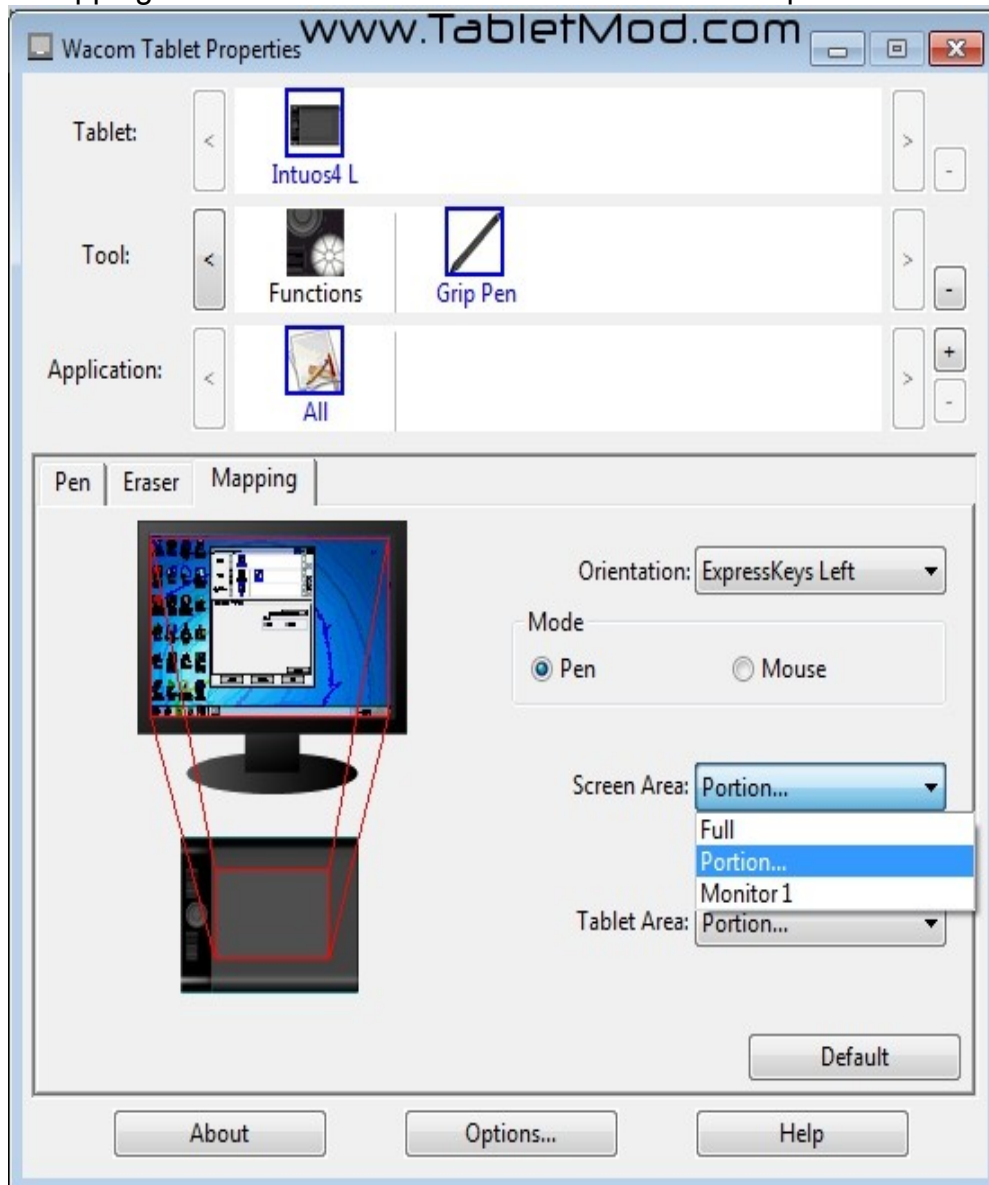 www.TabletMod.com
Wacom Tablet Properties
Tablet:
<
Intuos4 L
>
-
Tool:
<
Functions
Grip Pen
>
-
Application:
<
All
>
+
-
Pen
Eraser
Mapping
Orientation: ExpressKeys Left
Mode
Pen
Mouse
Screen Area: Portion...
Full
Portion...
Monitor 1
Tablet Area: Portion...
Default
About
Options...
Help